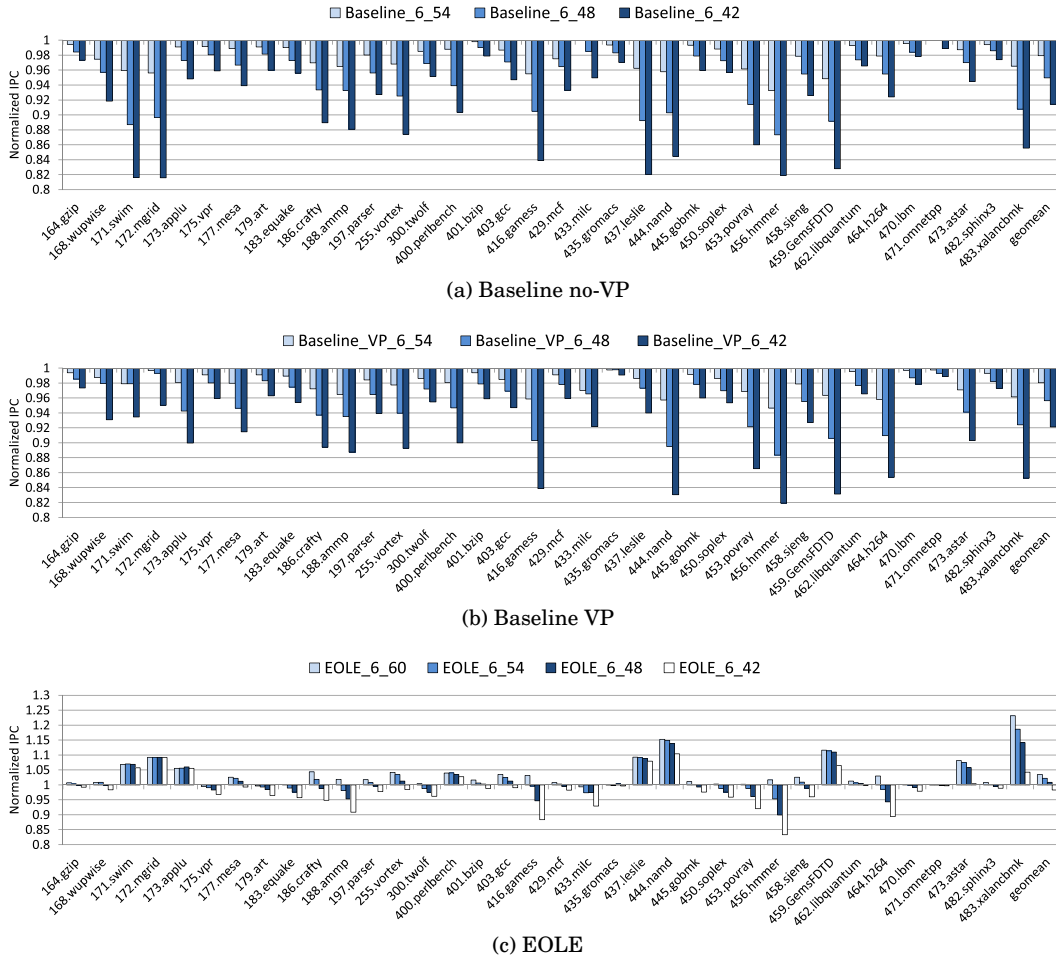 Baseline_6_54 Baseline_6_48 Baseline_6_42
Normalized IPC
1
0.98
0.96
0.94
0.92
0.9
0.88
0.86
0.84
0.82
0.8
164.gzip
168.wupwise
171.swim
172.mgrid
173.applu
175.vpr
177.mesa
179.art
183.equake
186.crafty
188.ammp
197.parser
255.vortex
300.twolf
400.perlbench
401.bzip
403.gcc
416.gamess
429.mcf
433.milc
435.gromacs
437.leslie
444.namd
445.gobmk
450.soplex
453.povray
456.hmmer
458.sjeng
459.GemsFDTD
462.libquantum
464.h264
470.lbm
471.omnetpp
473.astar
482.sphinx3
483.xalancbmk
geomean
(a) Baseline no-VP
Baseline_VP_6_54 Baseline_VP_6_48 Baseline_VP_6_42
Normalized IPC
1
0.98
0.96
0.94
0.92
0.9
0.88
0.86
0.84
0.82
0.8
164.gzip
168.wupwise
171.swim
172.mgrid
173.applu
175.vpr
177.mesa
179.art
183.equake
186.crafty
188.ammp
197.parser
255.vortex
300.twolf
400.perlbench
401.bzip
403.gcc
416.gamess
429.mcf
433.milc
435.gromacs
437.leslie
444.namd
445.gobmk
450.soplex
453.povray
456.hmmer
458.sjeng
459.GemsFDTD
462.libquantum
464.h264
470.lbm
471.omnetpp
473.astar
482.sphinx3
483.xalancbmk
geomean
(b) Baseline VP
EOLE_6_60 EOLE_6_54 EOLE_6_48 EOLE_6_42
Normalized IPC
1.3
1.25
1.2
1.15
1.1
1.05
1
0.95
0.9
0.85
0.8
164.gzip
168.wupwise
171.swim
172.mgrid
173.applu
175.vpr
177.mesa
179.art
183.equake
186.crafty
188.ammp
197.parser
255.vortex
300.twolf
400.perlbench
401.bzip
403.gcc
416.gamess
429.mcf
433.milc
435.gromacs
437.leslie
444.namd
445.gobmk
450.soplex
453.povray
456.hmmer
458.sjeng
459.GemsFDTD
462.libquantum
464.h264
470.lbm
471.omnetpp
473.astar
482.sphinx3
483.xalancbmk
geomean
(c) EOLE